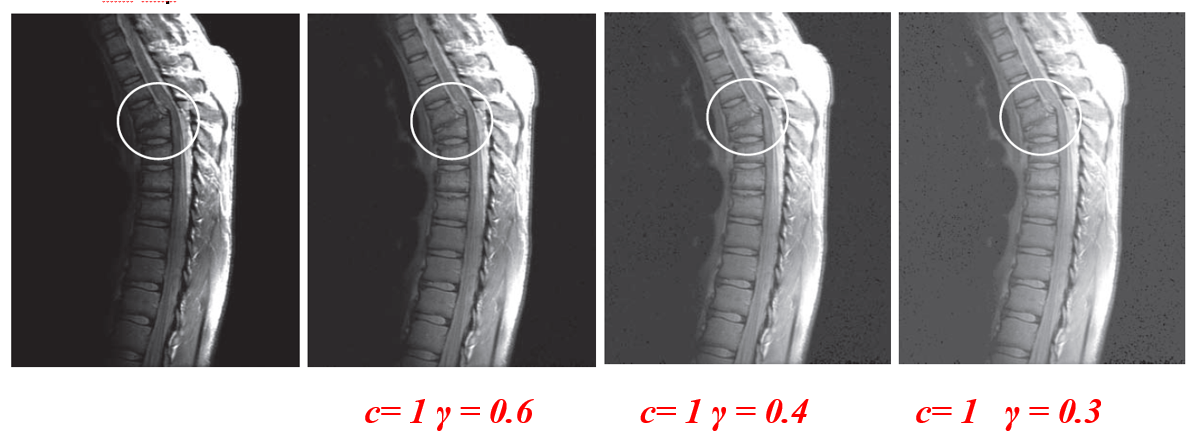 c= 1 γ = 0.6
c= 1 γ = 0.4
c= 1 γ = 0.3